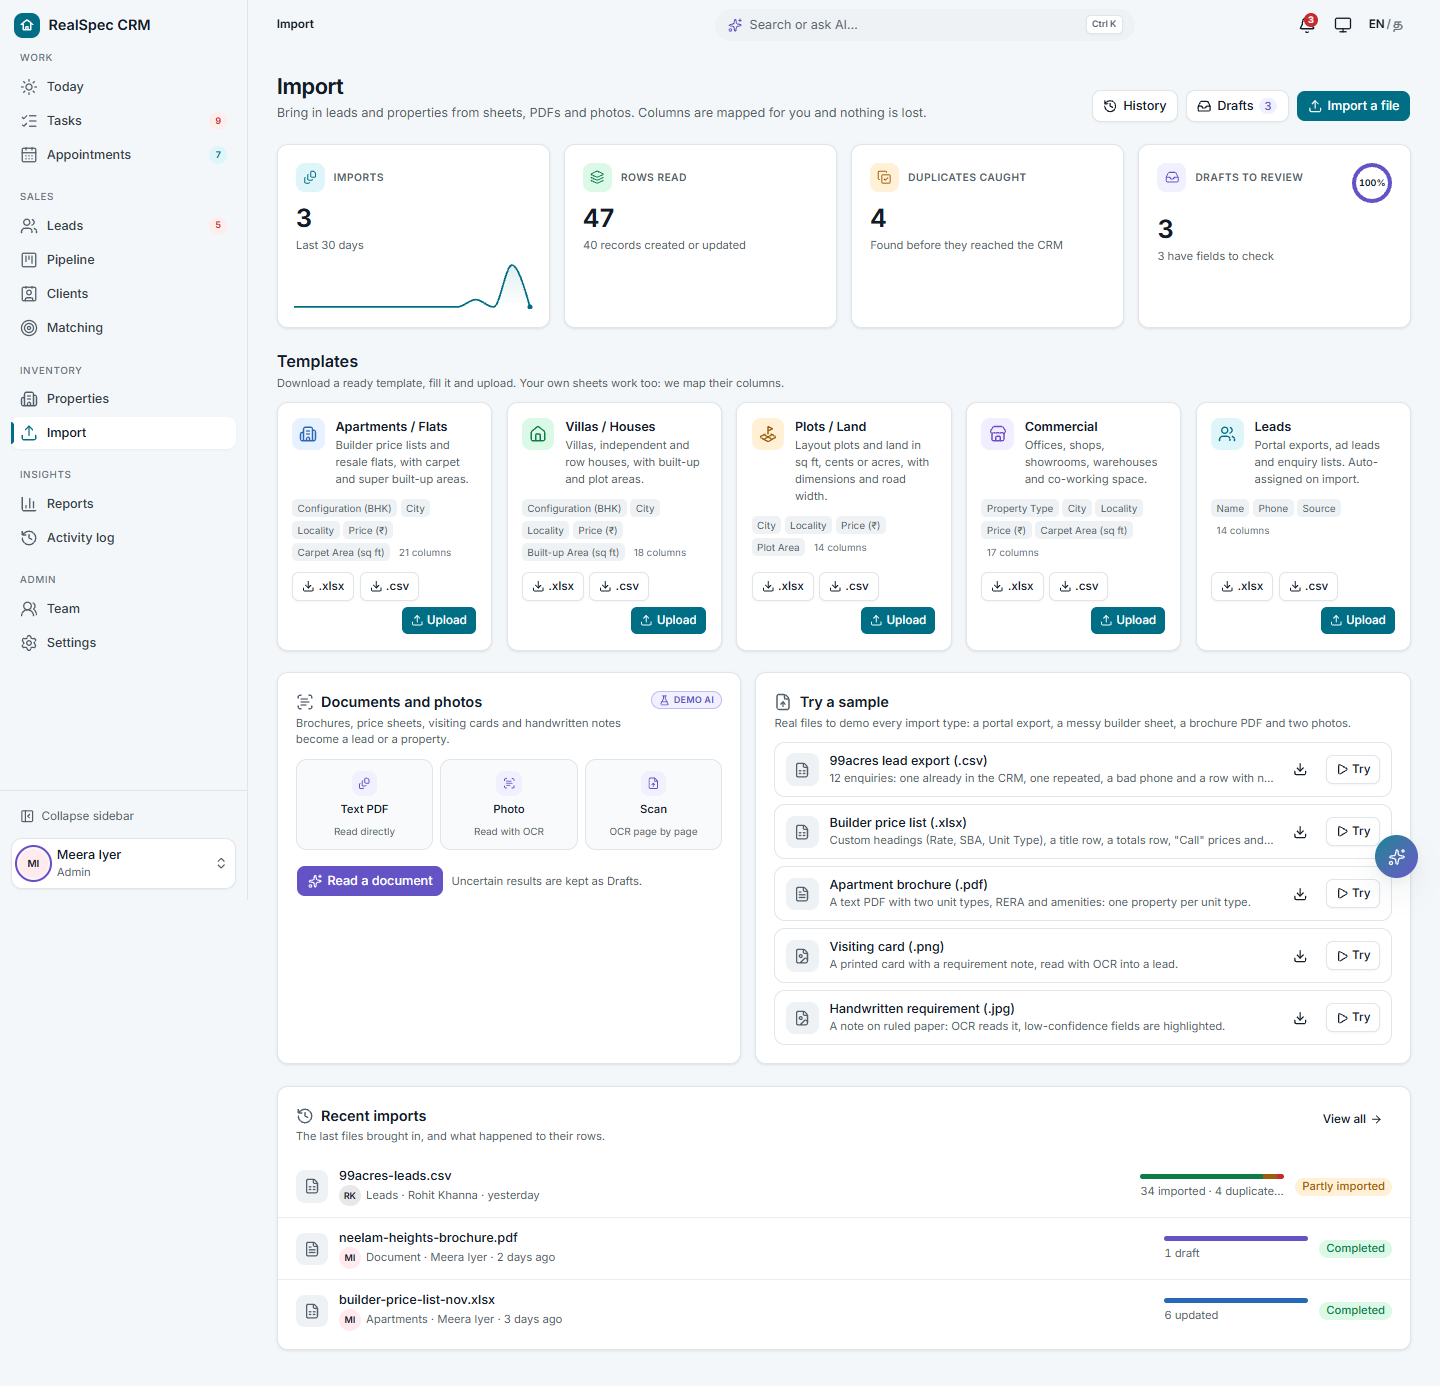 RealSpec CRM
WORK
Today
Tasks 9
Appointments 7
SALES
Leads 5
Pipeline
Clients
Matching
INVENTORY
Properties
Import
INSIGHTS
Reports
Activity log
ADMIN
Team
Settings
Collapse sidebar
MI Meera Iyer
Admin
Import
Search or ask AI... Ctrl K
3
EN / த
Import
Bring in leads and properties from sheets, PDFs and photos. Columns are mapped for you and nothing is lost.
History
Drafts 3
Import a file
IMPORTS
3
Last 30 days
ROWS READ
47
40 records created or updated
DUPLICATES CAUGHT
4
Found before they reached the CRM
DRAFTS TO REVIEW
100%
3
3 have fields to check
Templates
Download a ready template, fill it and upload. Your own sheets work too: we map their columns.
Apartments / Flats
Builder price lists and
resale flats, with carpet
and super built-up areas.
Configuration (BHK) City
Locality Price (₹)
Carpet Area (sq ft) 21 columns
.xlsx .csv
Upload
Villas / Houses
Villas, independent and
row houses, with built-up
and plot areas.
Configuration (BHK) City
Locality Price (₹)
Built-up Area (sq ft) 18 columns
.xlsx .csv
Upload
Plots / Land
Layout plots and land in
sq ft, cents or acres, with
dimensions and road
width.
City Locality Price (₹)
Plot Area 14 columns
.xlsx .csv
Upload
Commercial
Offices, shops,
showrooms, warehouses
and co-working space.
Property Type City Locality
Price (₹) Carpet Area (sq ft)
17 columns
.xlsx .csv
Upload
Leads
Portal exports, ad leads
and enquiry lists. Auto-
assigned on import.
Name Phone Source
14 columns
.xlsx .csv
Upload
Documents and photos
DEMO AI
Brochures, price sheets, visiting cards and handwritten notes
become a lead or a property.
Text PDF
Read directly
Photo
Read with OCR
Scan
OCR page by page
Read a document
Uncertain results are kept as Drafts.
Try a sample
Real files to demo every import type: a portal export, a messy builder sheet, a brochure PDF and two photos.
99acres lead export (.csv)
12 enquiries: one already in the CRM, one repeated, a bad phone and a row with n...
Try
Builder price list (.xlsx)
Custom headings (Rate, SBA, Unit Type), a title row, a totals row, "Call" prices and...
Try
Apartment brochure (.pdf)
A text PDF with two unit types, RERA and amenities: one property per unit type.
Try
Visiting card (.png)
A printed card with a requirement note, read with OCR into a lead.
Try
Handwritten requirement (.jpg)
A note on ruled paper: OCR reads it, low-confidence fields are highlighted.
Try
Recent imports
The last files brought in, and what happened to their rows.
View all
99acres-leads.csv
RK Leads · Rohit Khanna · yesterday
34 imported · 4 duplicate...
Partly imported
neelam-heights-brochure.pdf
MI Document · Meera Iyer · 2 days ago
1 draft
Completed
builder-price-list-nov.xlsx
MI Apartments · Meera Iyer · 3 days ago
6 updated
Completed